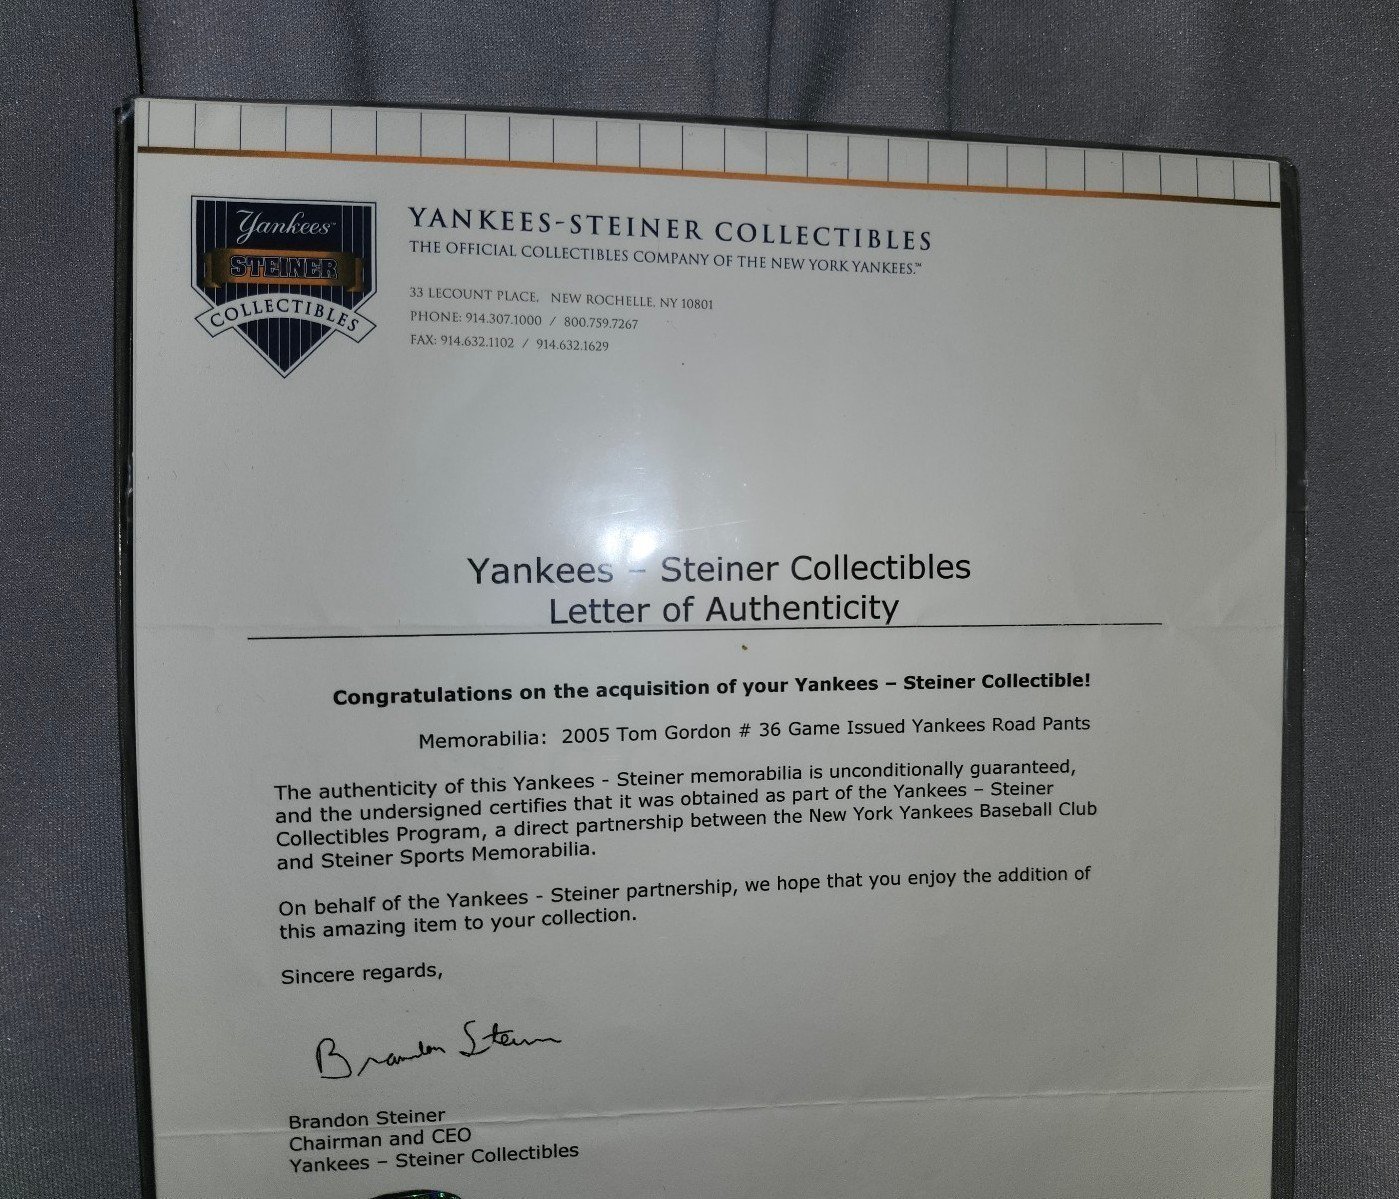 Yankees™
STEINER
COLLECTIBLES
YANKEES-STEINER COLLECTIBLES
THE OFFICIAL COLLECTIBLES COMPANY OF THE NEW YORK YANKEES.™
33 LECOUNT PLACE, NEW ROCHELLE, NY 10801
PHONE: 914.307.1000 / 800.759.7267
FAX: 914.632.1102 / 914.632.1629
Yankees – Steiner Collectibles
Letter of Authenticity
Congratulations on the acquisition of your Yankees – Steiner Collectible!
Memorabilia: 2005 Tom Gordon # 36 Game Issued Yankees Road Pants
The authenticity of this Yankees - Steiner memorabilia is unconditionally guaranteed,
and the undersigned certifies that it was obtained as part of the Yankees – Steiner
Collectibles Program, a direct partnership between the New York Yankees Baseball Club
and Steiner Sports Memorabilia.
On behalf of the Yankees - Steiner partnership, we hope that you enjoy the addition of
this amazing item to your collection.
Sincere regards,
Brandon Steiner
Brandon Steiner
Chairman and CEO
Yankees – Steiner Collectibles